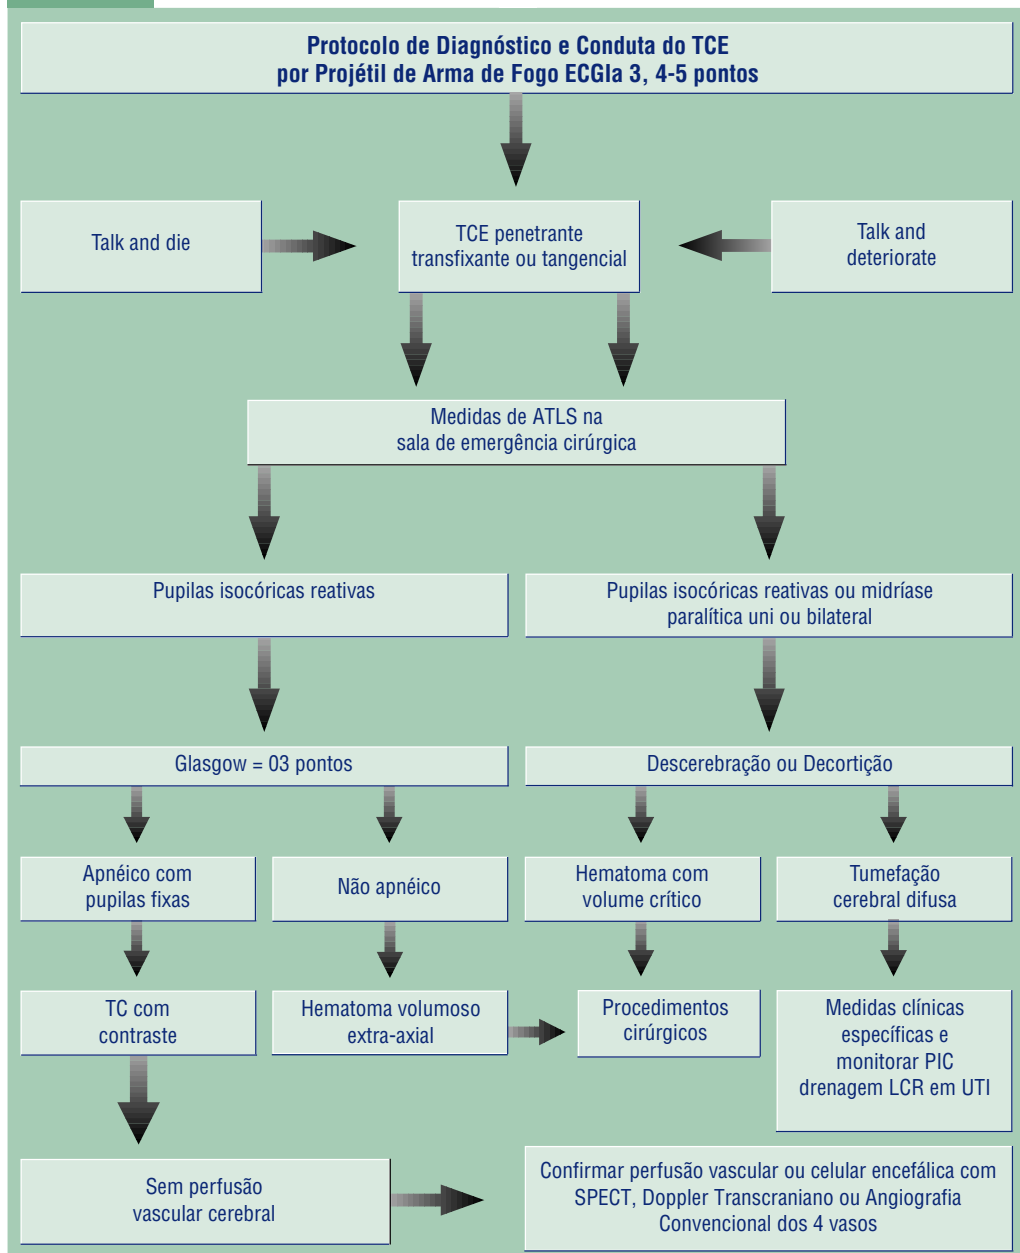 Protocolo de Diagnóstico e Conduta do TCE
por Projétil de Arma de Fogo ECGla 3, 4-5 pontos
Talk and die
TCE penetrante
transfixante ou tangencial
Talk and
deteriorate
Medidas de ATLS na
sala de emergência cirúrgica
Pupilas isocóricas reativas
Pupilas isocóricas reativas ou midríase
paralítica uni ou bilateral
Glasgow = 03 pontos
Descerebração ou Decortição
Apnéico com
pupilas fixas
Não apnéico
Hematoma com
volume crítico
Tumefação
cerebral difusa
TC com
contraste
Hematoma volumoso
extra-axial
Procedimentos
cirúrgicos
Medidas clínicas
específicas e
monitorar PIC
drenagem LCR em UTI
Sem perfusão
vascular cerebral
Confirmar perfusão vascular ou celular encefálica com
SPECT, Doppler Transcraniano ou Angiografia
Convencional dos 4 vasos